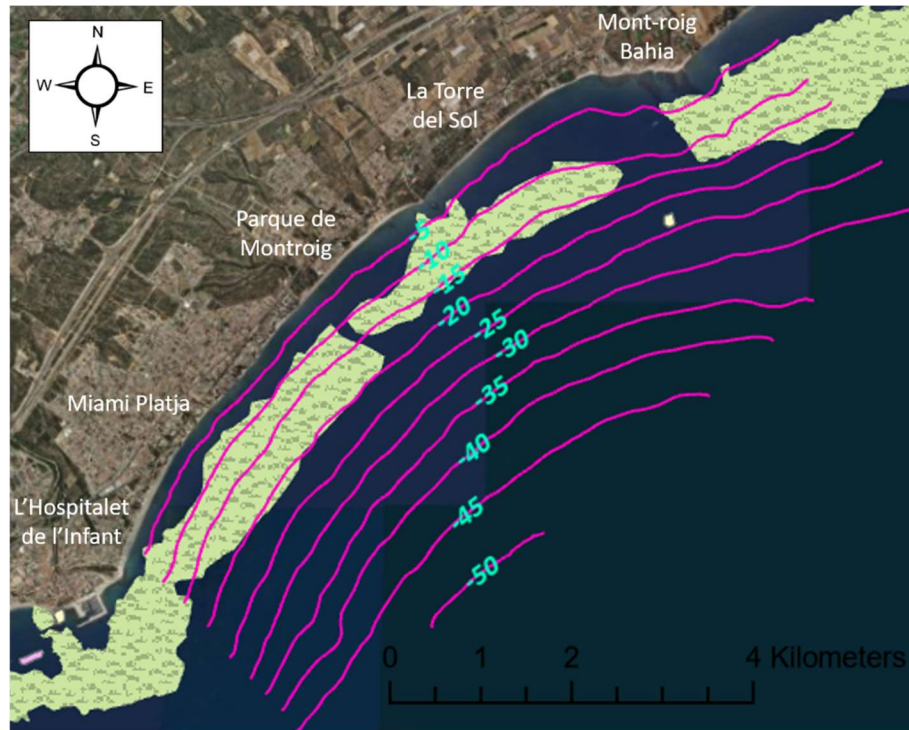 N
W E
S
Mont-roig
Bahia
La Torre
del Sol
Parque de
Montroig
Miami Platja
L'Hospitalet
de l'Infant
-5
-10
-15
-20
-25
-30
-35
-40
-45
-50
0 1 2 4 Kilometers